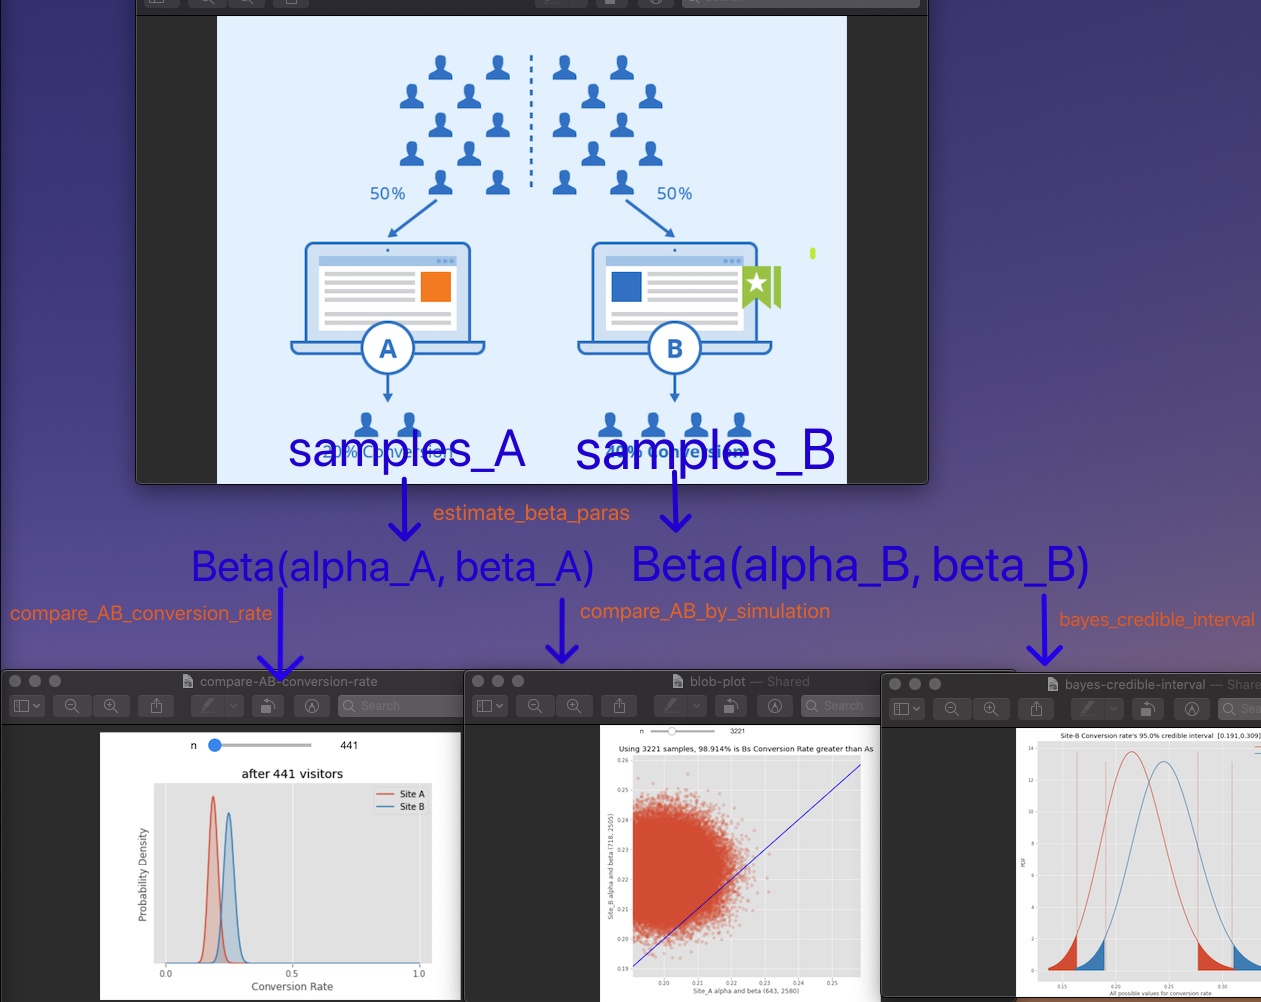 50%
50%
A
B
20% Conversion
samples_A
40% Conversion
samples_B
estimate_beta_paras
Beta(alpha_A, beta_A)
Beta(alpha_B, beta_B)
compare_AB_conversion_rate
compare_AB_by_simulation
bayes_credible_interval
compare-AB-conversion-rate
Search
n
441
after 441 visitors
Site A
Site B
Probability Density
0.0
0.5
1.0
Conversion Rate
blob-plot — Shared
Search
n
3221
Using 3221 samples, 98.914% is Bs Conversion Rate greater than As
0.26
0.25
0.24
0.23
0.22
0.21
0.20
0.19
Site_B alpha and beta (718, 2505)
0.20
0.21
0.22
0.23
0.24
0.25
Site_A alpha and beta (643, 2580)
bayes-credible-interval — Share
Sea
Site-B Conversion rate's 95.0% credible interval [0.191,0.309]
14
12
10
8
6
4
2
0
PDF
0.15
0.20
0.25
0.30
All possible values for conversion rate